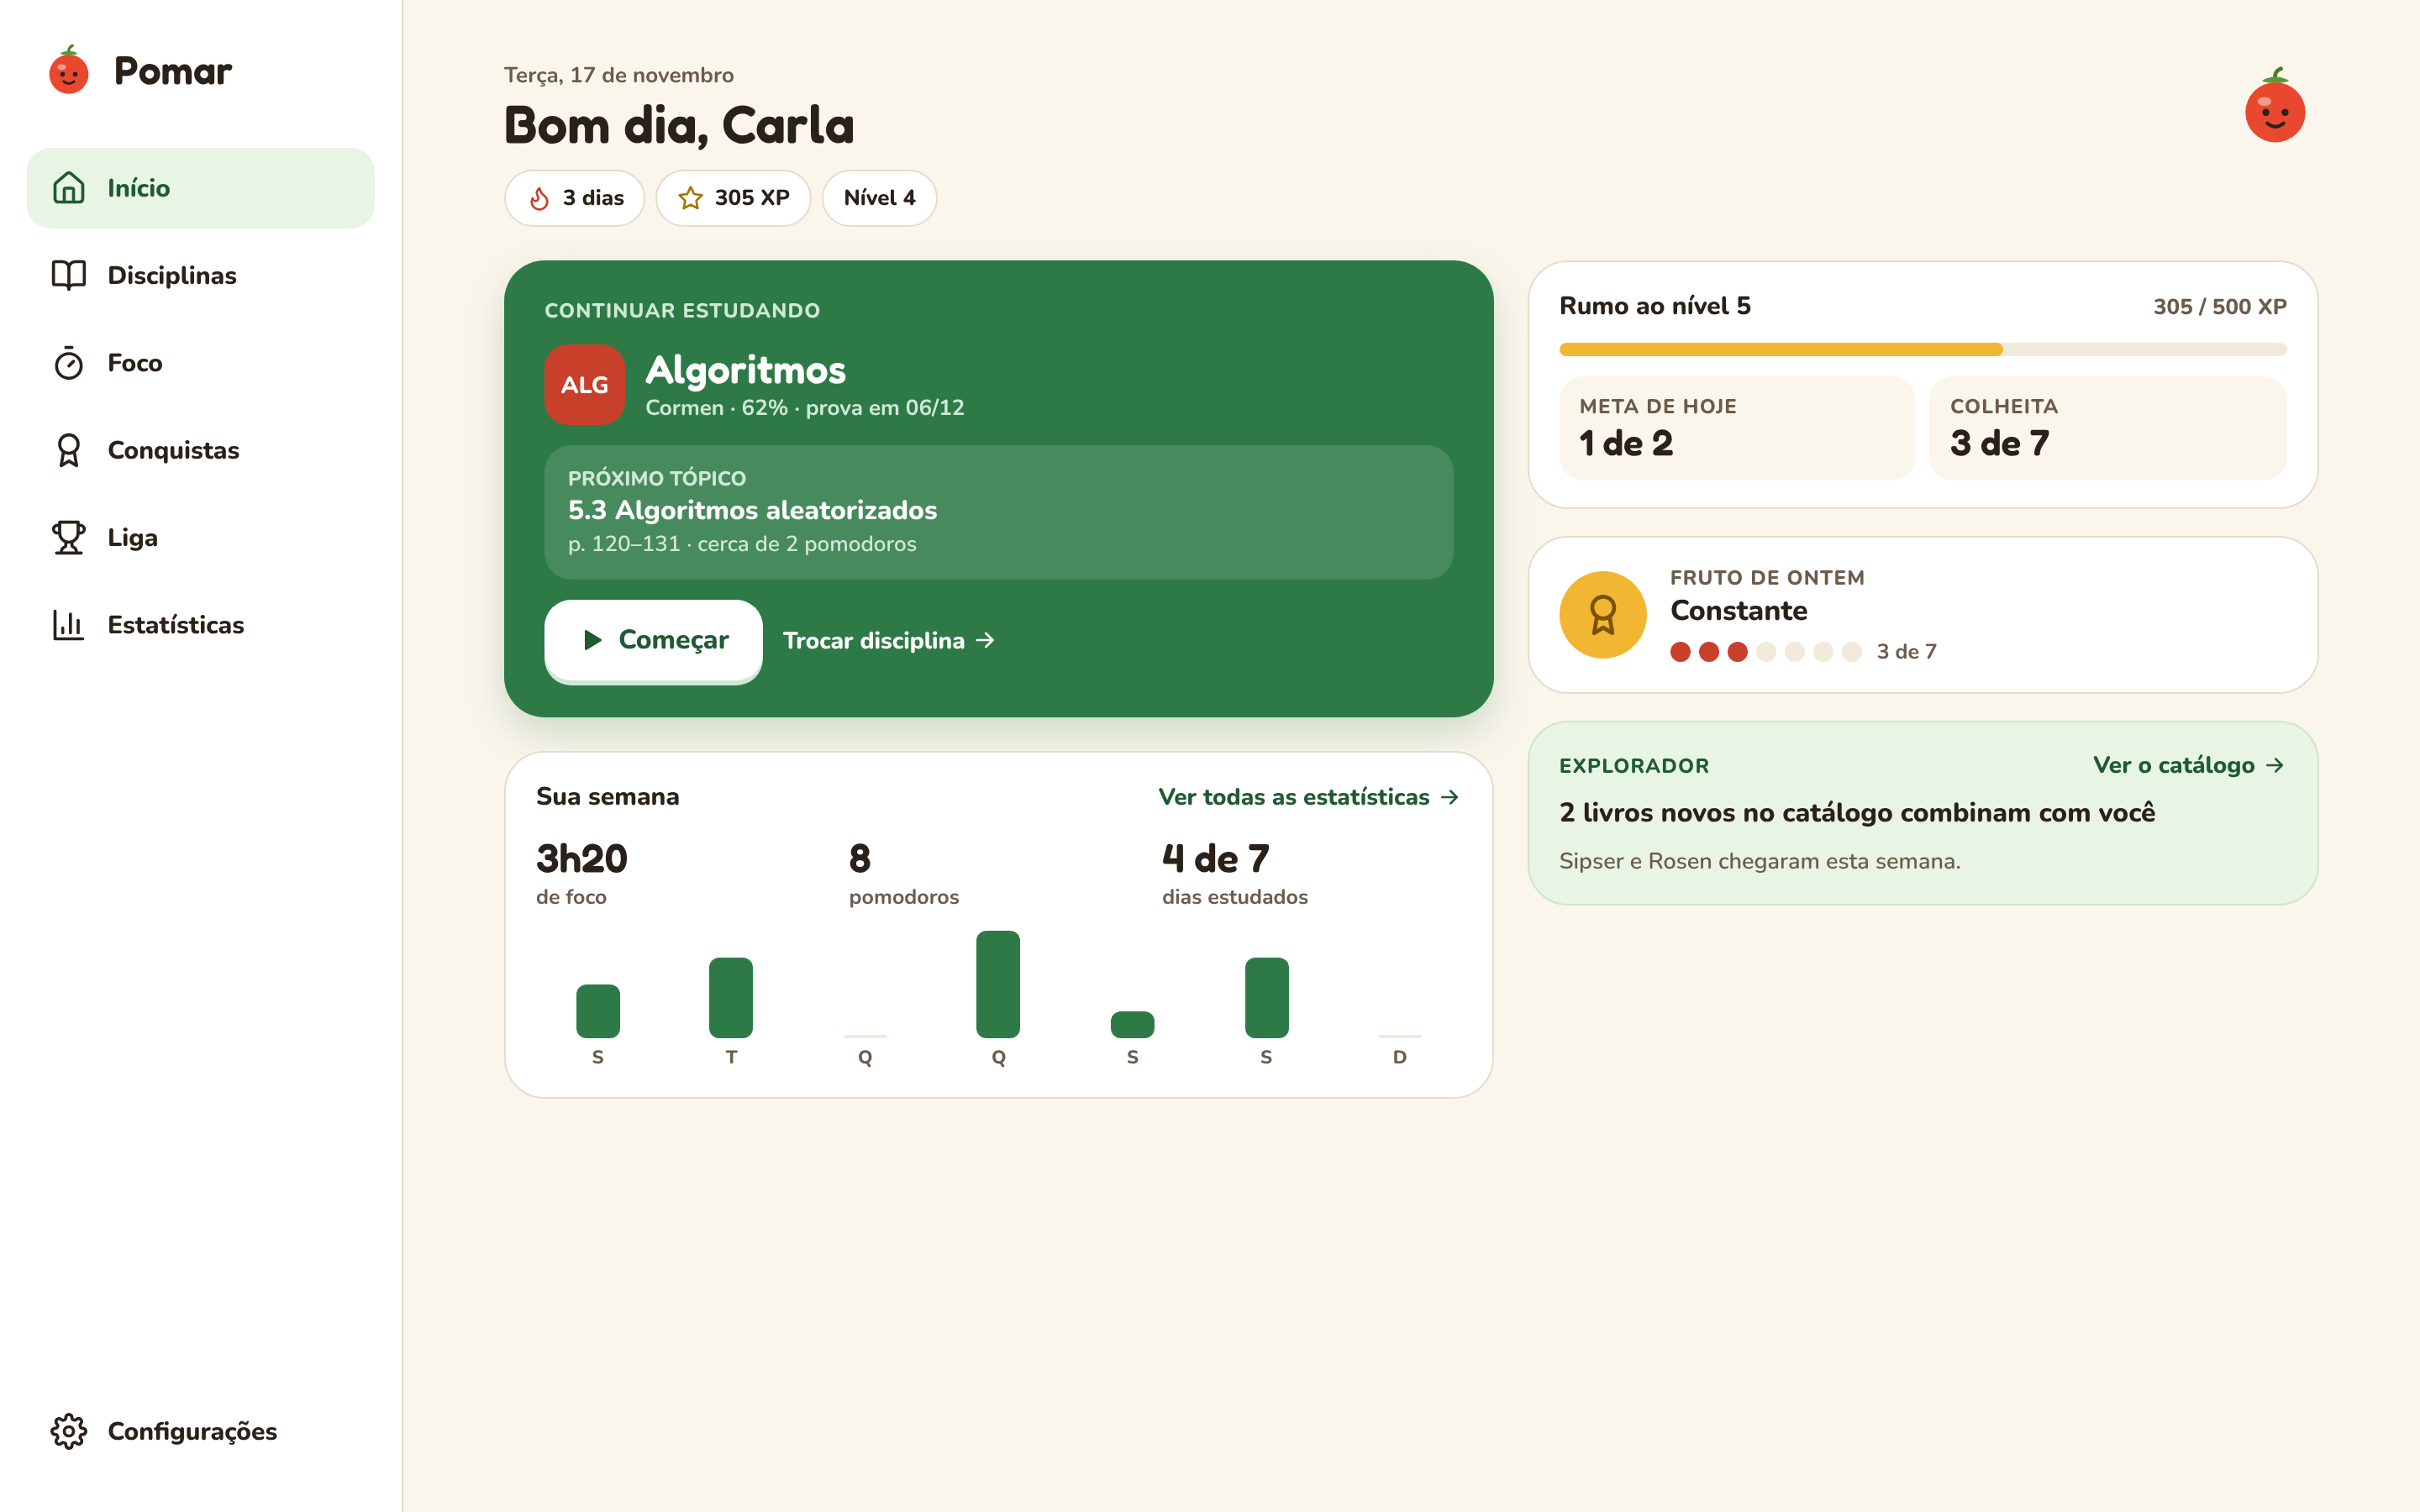 Pomar
Início
Disciplinas
Foco
Conquistas
Liga
Estatísticas
Configurações
Terça, 17 de novembro
Bom dia, Carla
3 dias
305 XP
Nível 4
CONTINUAR ESTUDANDO
ALG
Algoritmos
Cormen · 62% · prova em 06/12
PRÓXIMO TÓPICO
5.3 Algoritmos aleatorizados
p. 120–131 · cerca de 2 pomodoros
Começar
Trocar disciplina →
Sua semana
Ver todas as estatísticas →
3h20
de foco
8
pomodoros
4 de 7
dias estudados
S T Q Q S S D
Rumo ao nível 5
305 / 500 XP
META DE HOJE
1 de 2
COLHEITA
3 de 7
FRUTO DE ONTEM
Constante
3 de 7
EXPLORADOR
Ver o catálogo →
2 livros novos no catálogo combinam com você
Sipser e Rosen chegaram esta semana.